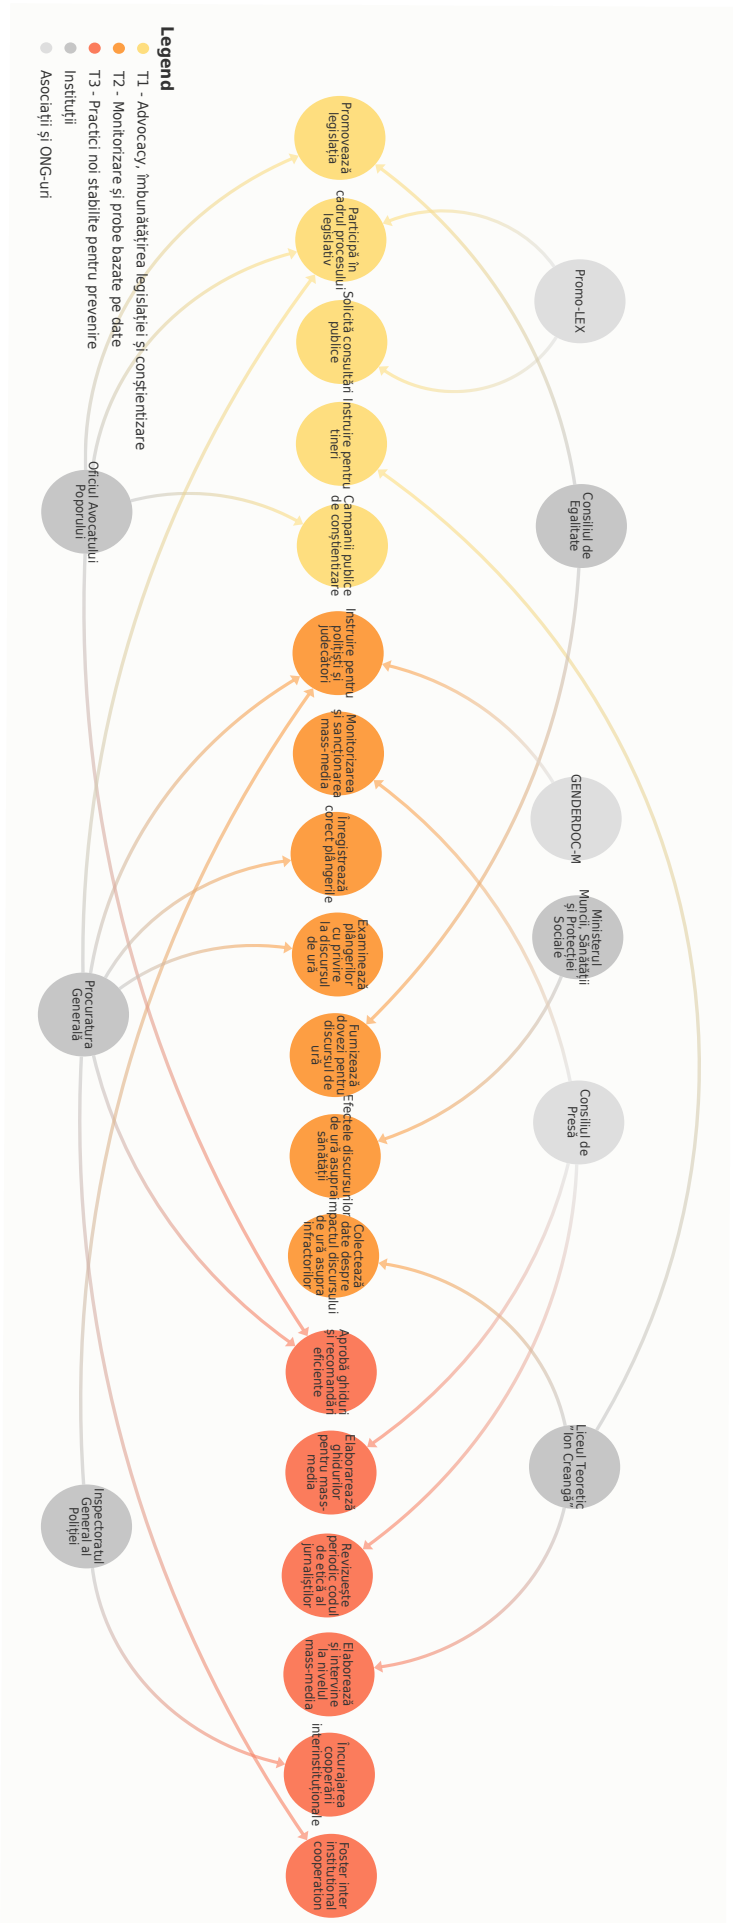 Legend
T1 - Advocacy, îmbunătățirea legislației și conștientizare
T2 - Monitorizare și probe bazate pe date
T3 - Practici noi stabilite pentru prevenire
Instituții
Asociații și ONG-uri
Promo-LEX
Consiliul de
Egalitate
GENDERDOC-M
Ministerul
Muncii, Sănătății
și Protecției
Sociale
Consiliul de
Presă
Liceul Teoretic
"Ion Creangă"
Promovează
legislația
Participă în
cadrul procesului
legislativ
Solicită consultări
publice
Instruire pentru
tineri
Campanii publice
de conștientizare
Instruire pentru
polițiști și
judecători
Monitorizarea
și sancționarea
mass-media
Înregistrează
corect plângerile
Examinează
plângerilor
cu privire
la discursul
de ură
Furnizează
dovezi pentru
discursul de
ură
Efectele discursurilor
de ură asupra
sănătății
Colectează
date despre
impactul discursului
de ură asupra
infractorilor
Aprobă ghiduri
și recomandări
eficiente
Elaborarează
ghidurilor
pentru mass-
media
Revizuește
periodic codul
de etică al
jurnaliștilor
Elaborează
și intervine
la nivelul
mass-media
Încurajarea
cooperării
interinstituționale
Foster inter
institutional
cooperation
Oficiul Avocatului
Poporului
Procuratura
Generală
Inspectoratul
General al
Poliției